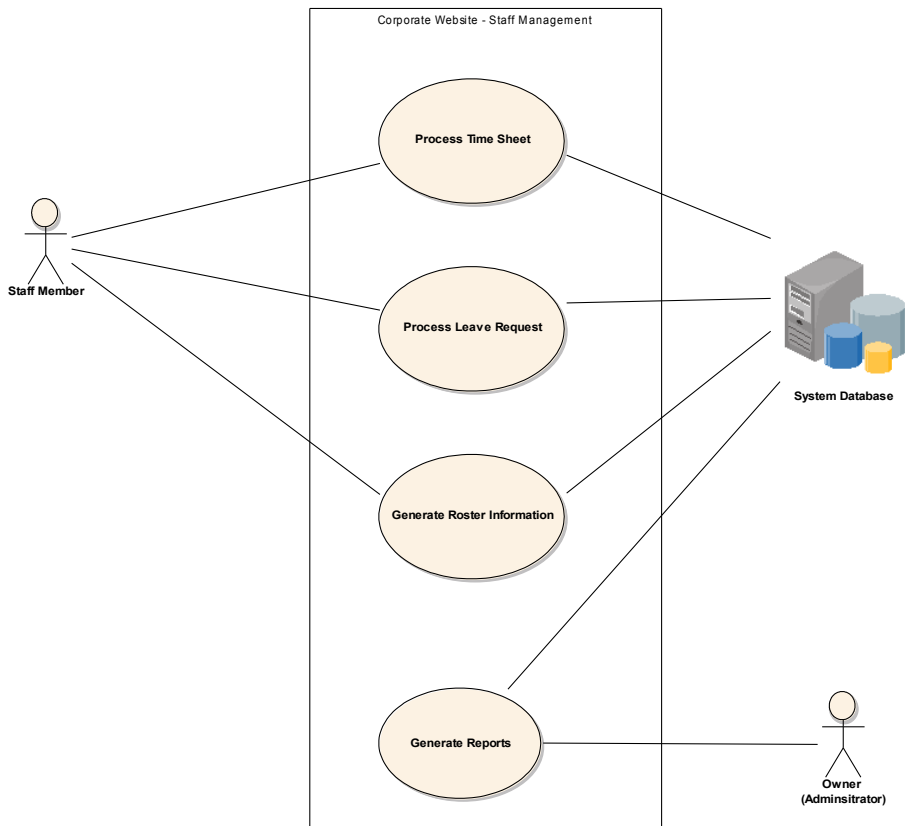 Corporate Website - Staff Management
Process Time Sheet
Staff Member
Process Leave Request
System Database
Generate Roster Information
Generate Reports
Owner
(Adminsitrator)